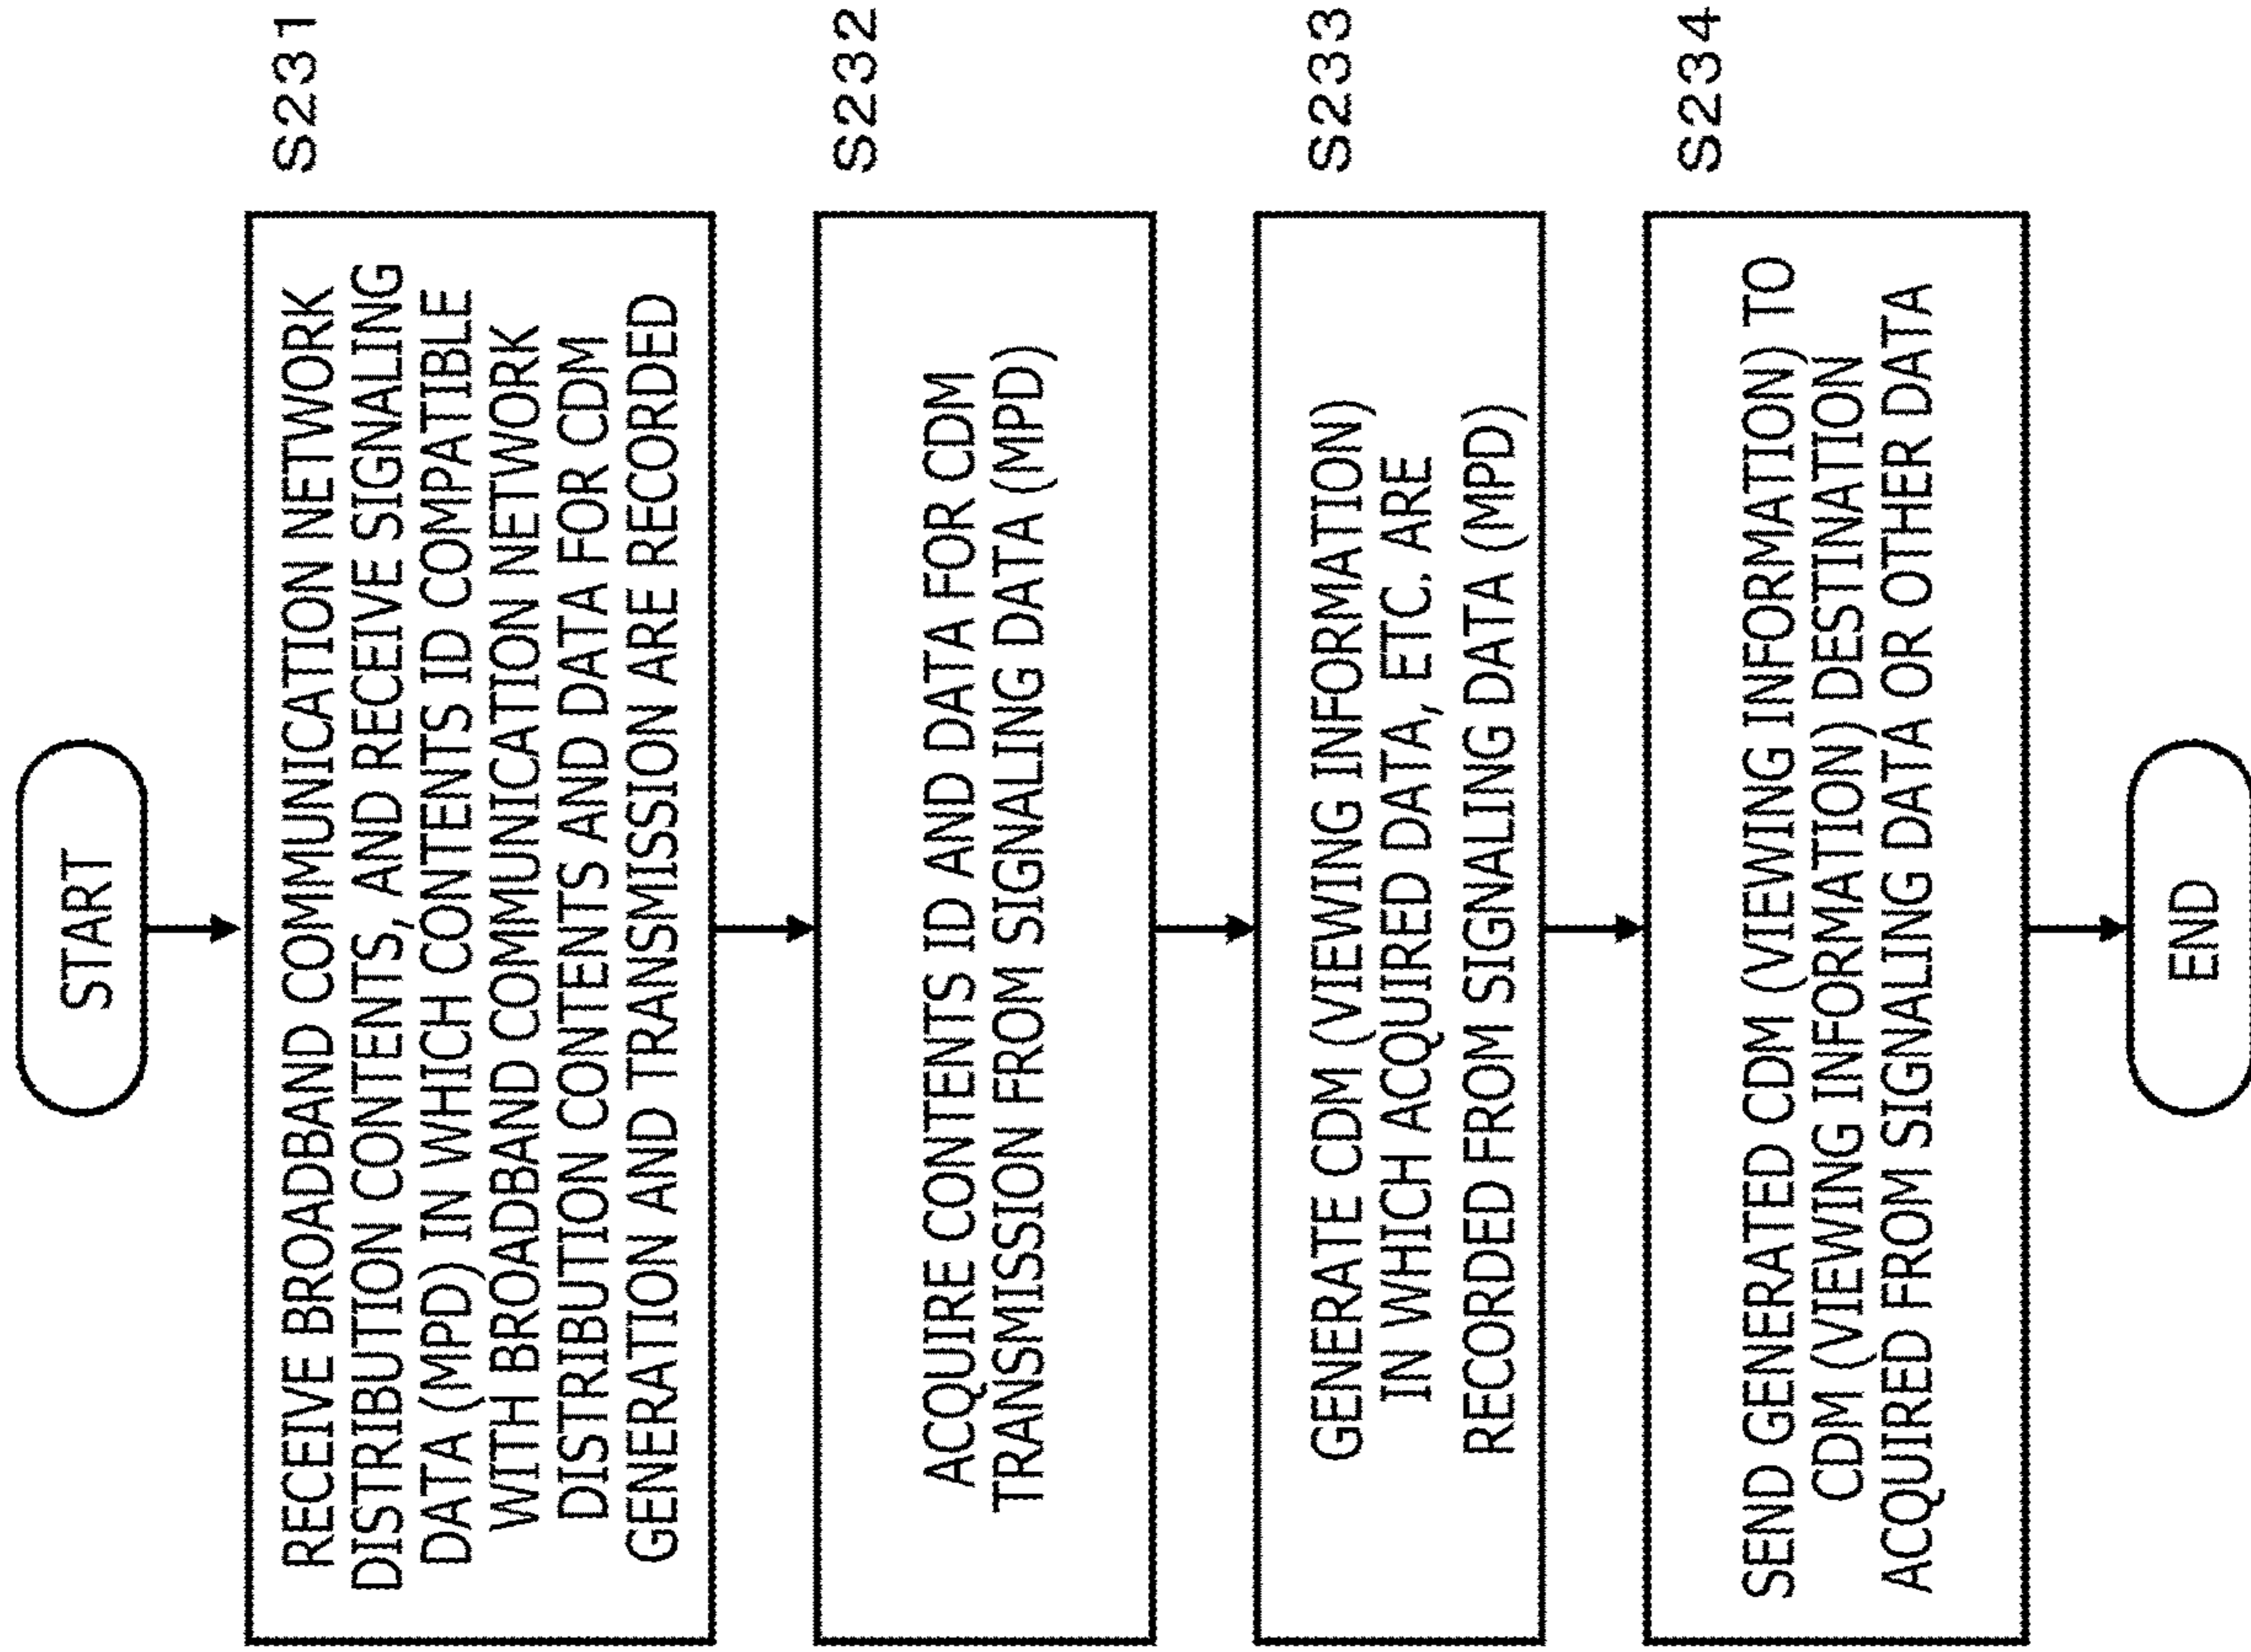 START
RECEIVE BROADBAND COMMUNICATION NETWORK
DISTRIBUTION CONTENTS, AND RECEIVE SIGNALING
DATA (MPD) IN WHICH CONTENTS ID COMPATIBLE
WITH BROADBAND COMMUNICATION NETWORK
DISTRIBUTION CONTENTS AND DATA FOR CDM
GENERATION AND TRANSMISSION ARE RECORDED
S231
ACQUIRE CONTENTS ID AND DATA FOR CDM
TRANSMISSION FROM SIGNALING DATA (MPD)
S232
GENERATE CDM (VIEWING INFORMATION)
IN WHICH ACQUIRED DATA, ETC. ARE
RECORDED FROM SIGNALING DATA (MPD)
S233
SEND GENERATED CDM (VIEWING INFORMATION) TO
CDM (VIEWING INFORMATION) DESTINATION
ACQUIRED FROM SIGNALING DATA OR OTHER DATA
S234
END